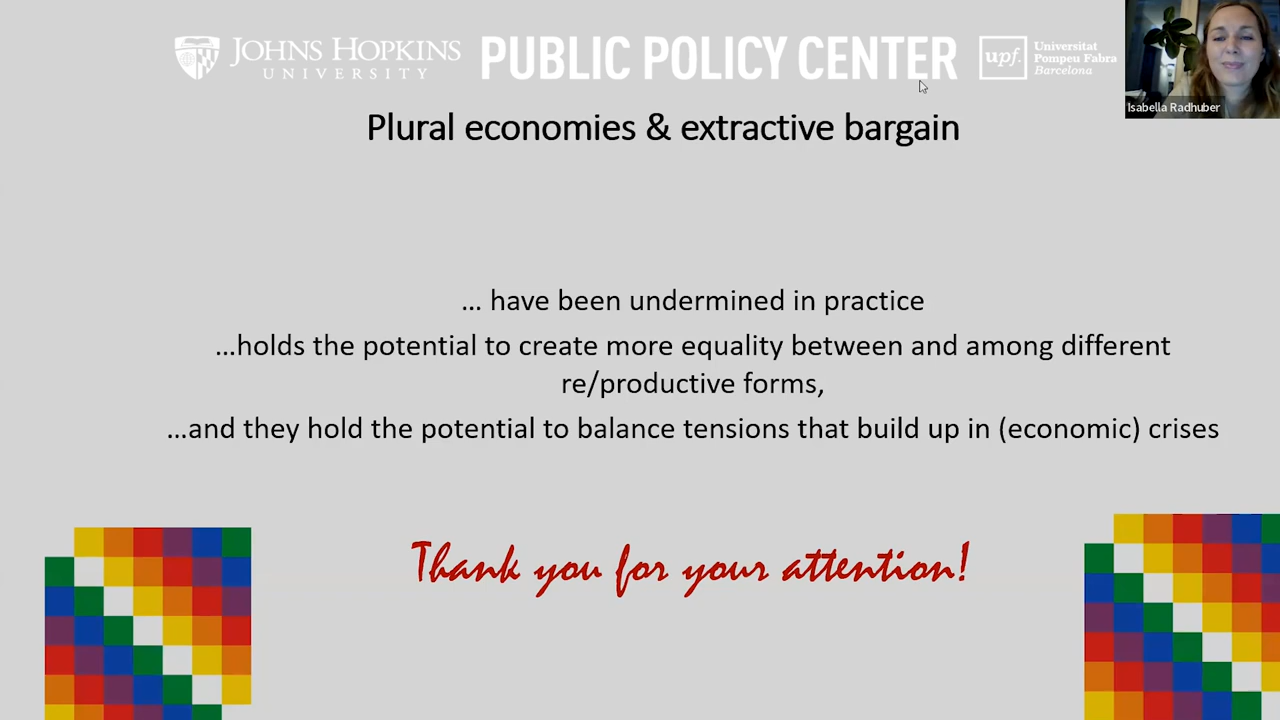 JOHNS HOPKINS
UNIVERSITY
PUBLIC POLICY CENTER
upf.
Universitat
Pompeu Fabra
Barcelona
Isabella Radhuber
Plural economies & extractive bargain
... have been undermined in practice
...holds the potential to create more equality between and among different
re/productive forms,
...and they hold the potential to balance tensions that build up in (economic) crises
Thank you for your attention!